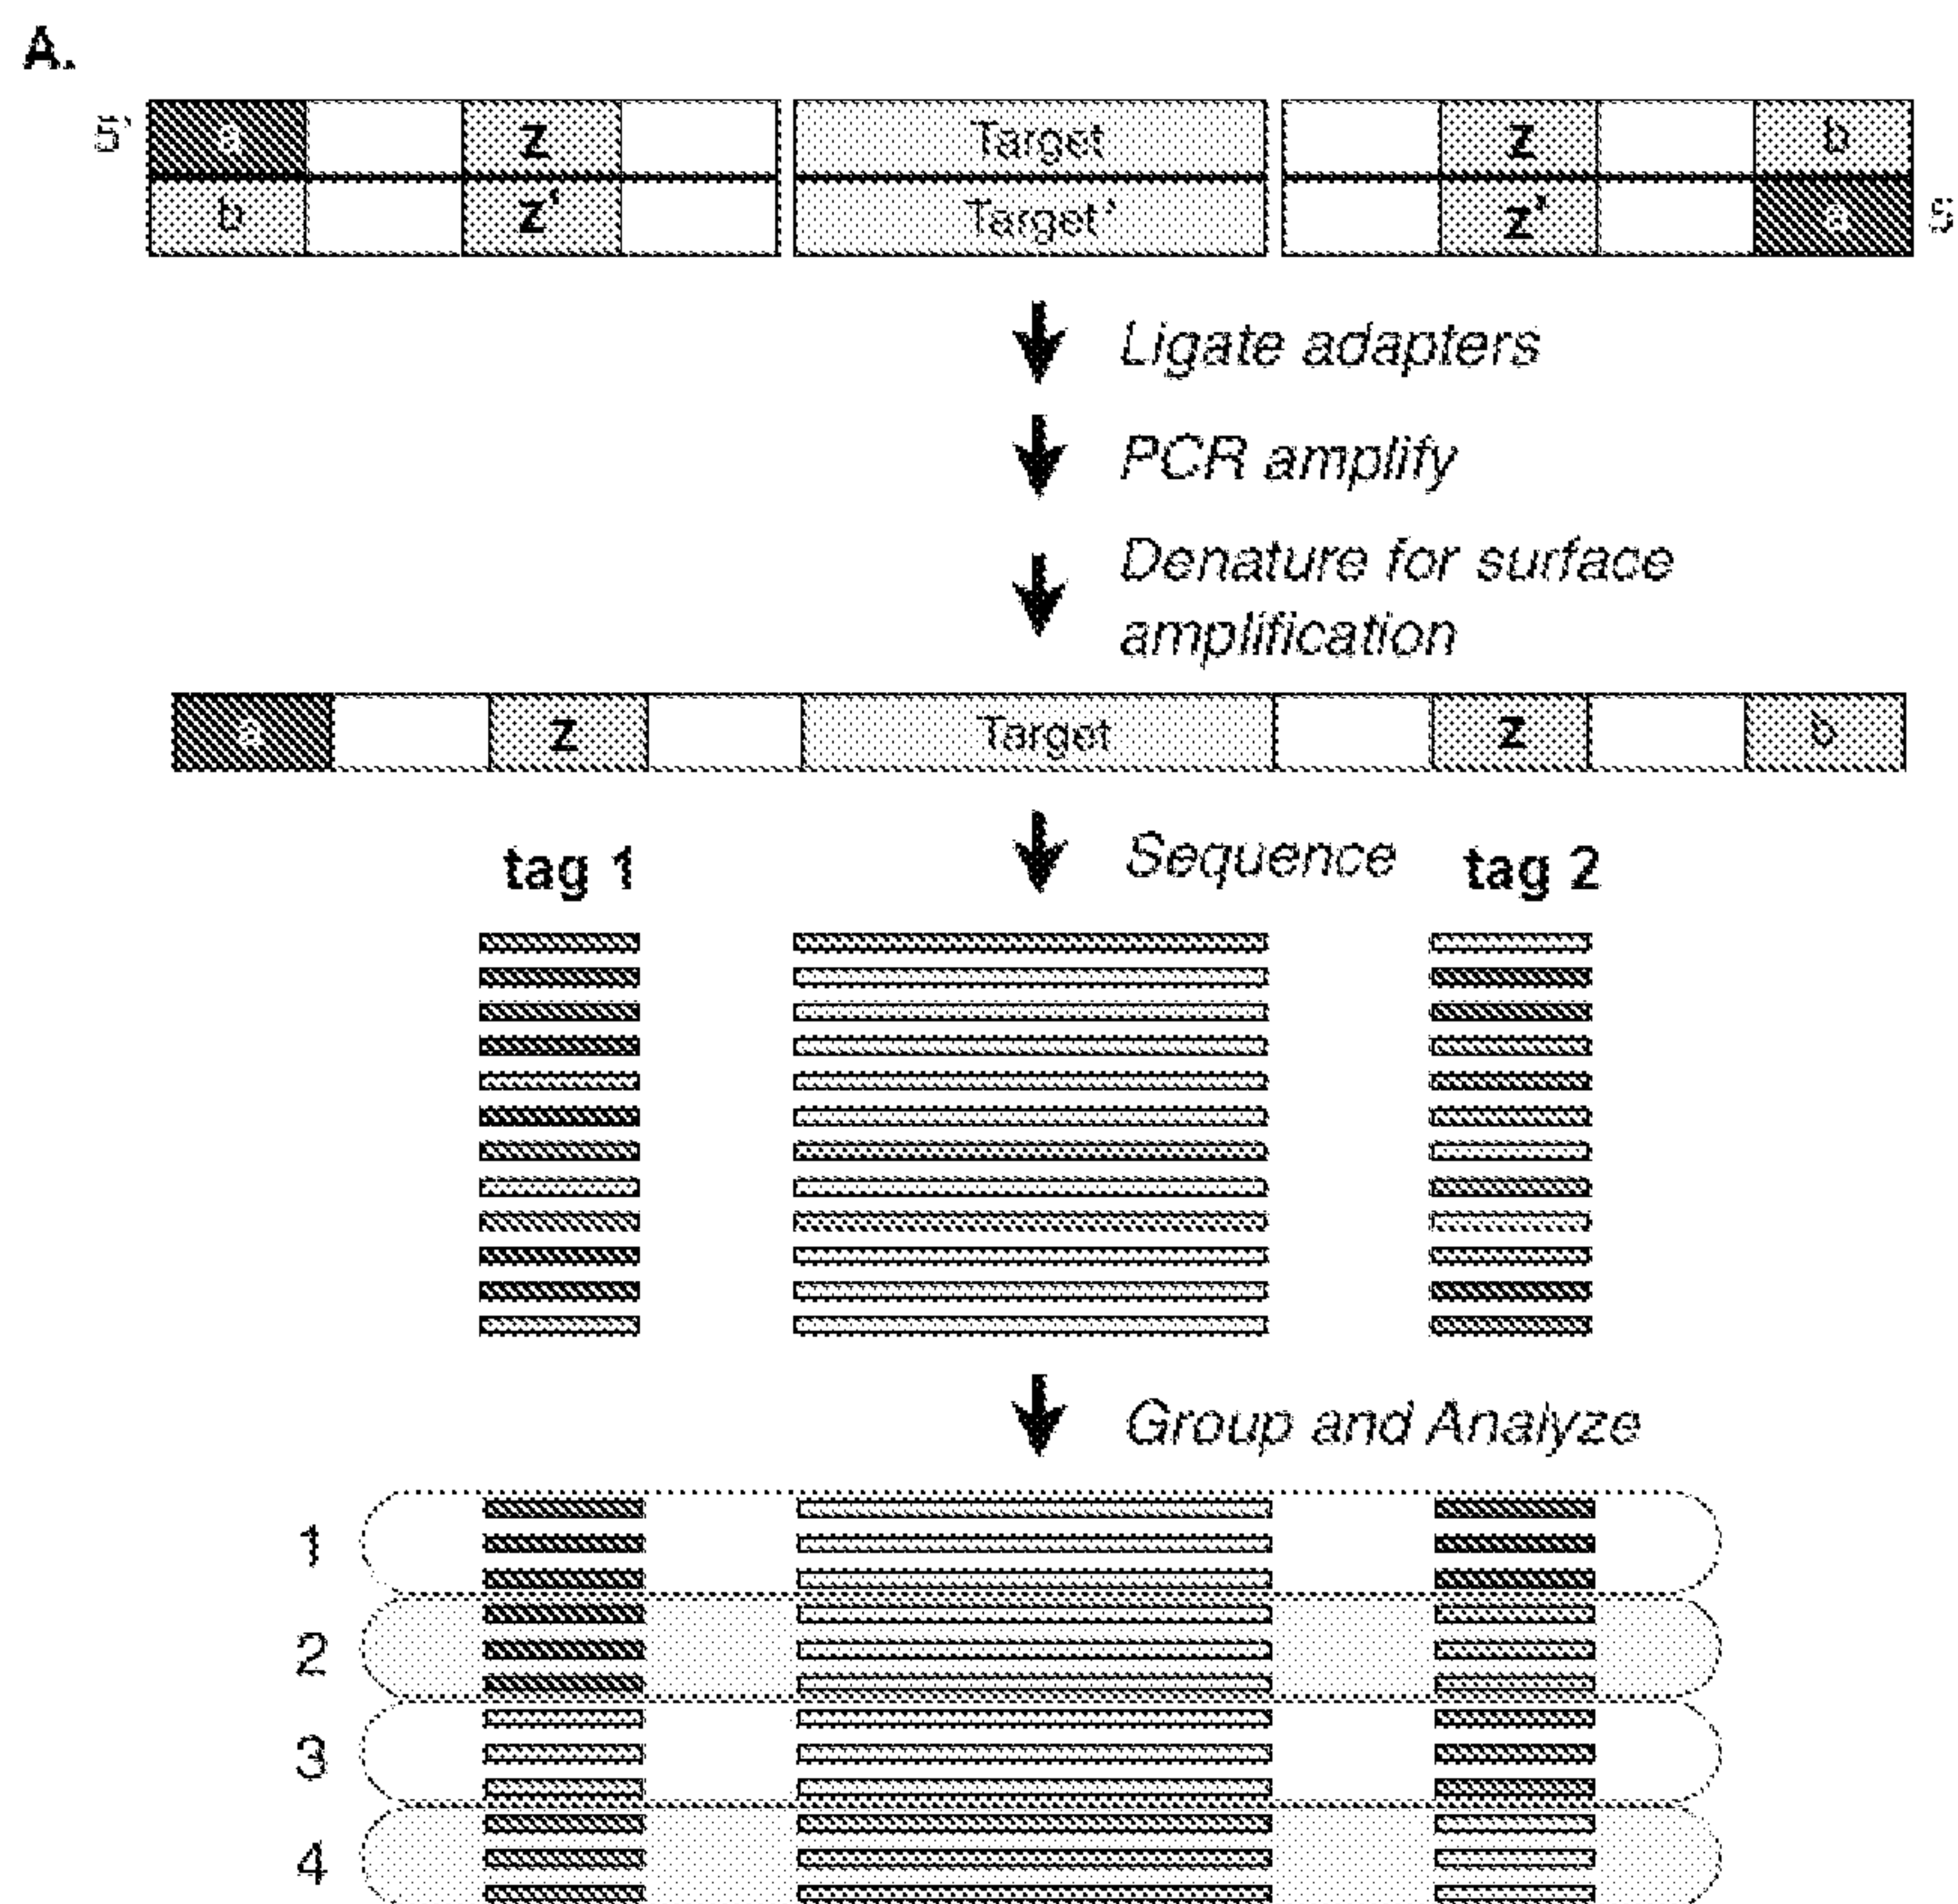 A.
5' a z Target z b
b z' Target' z' a 5
Ligate adapters
PCR amplify
Denature for surface
amplification
a z Target z b
Sequence
tag 1 tag 2
Group and Analyze
1
2
3
4